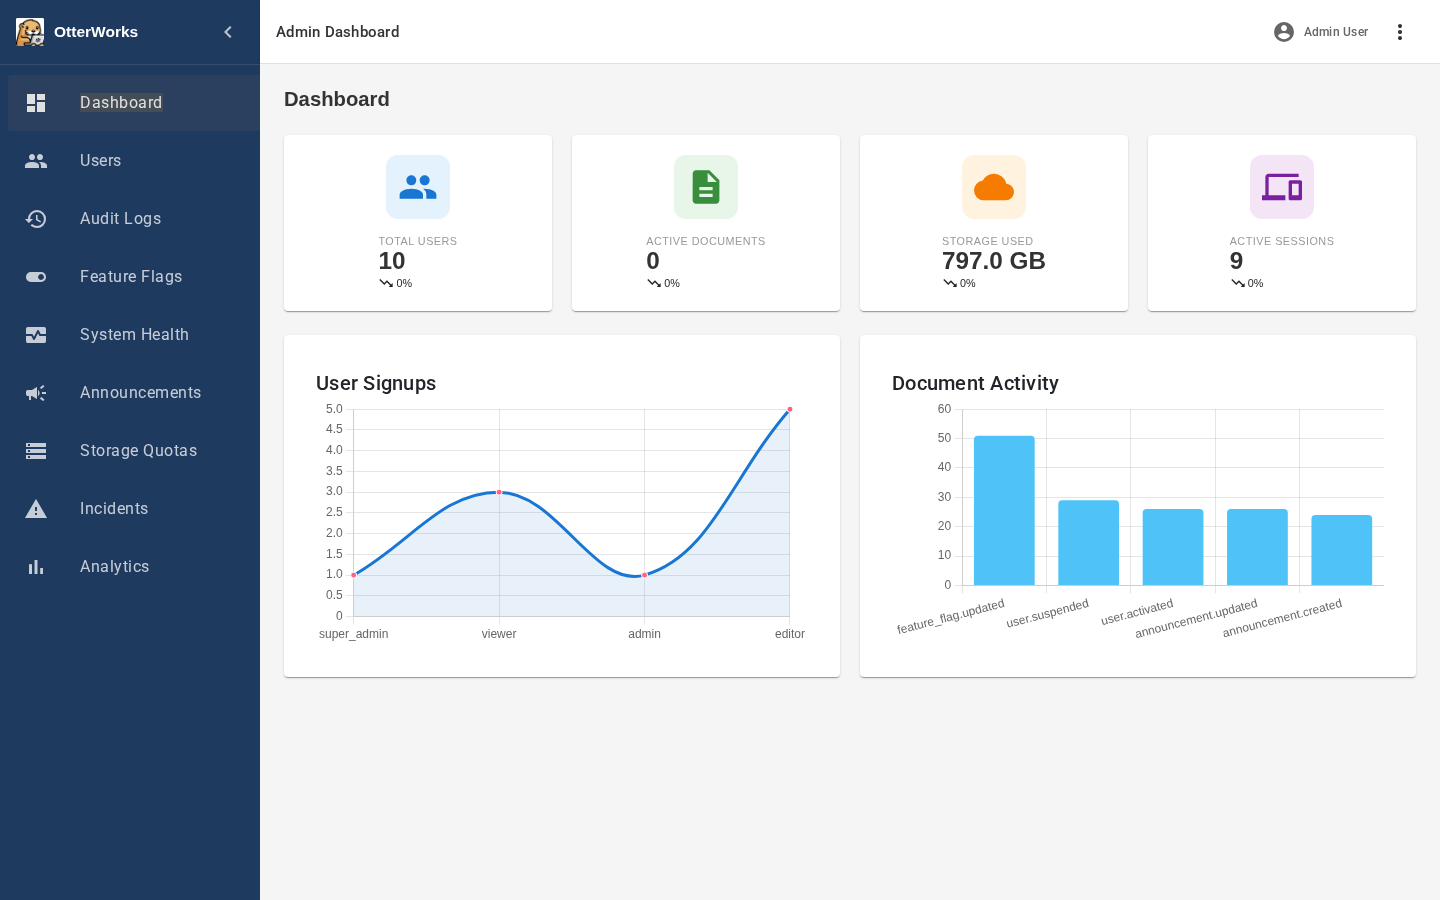 OtterWorks
Admin Dashboard
Admin User
Dashboard
Users
Audit Logs
Feature Flags
System Health
Announcements
Storage Quotas
Incidents
Analytics
Dashboard
TOTAL USERS
10
0%
ACTIVE DOCUMENTS
0
0%
STORAGE USED
797.0 GB
0%
ACTIVE SESSIONS
9
0%
User Signups
5.0
4.5
4.0
3.5
3.0
2.5
2.0
1.5
1.0
0.5
0
super_admin viewer admin editor
Document Activity
60
50
40
30
20
10
0
feature_flag.updated
user.suspended
user.activated
announcement.updated
announcement.created